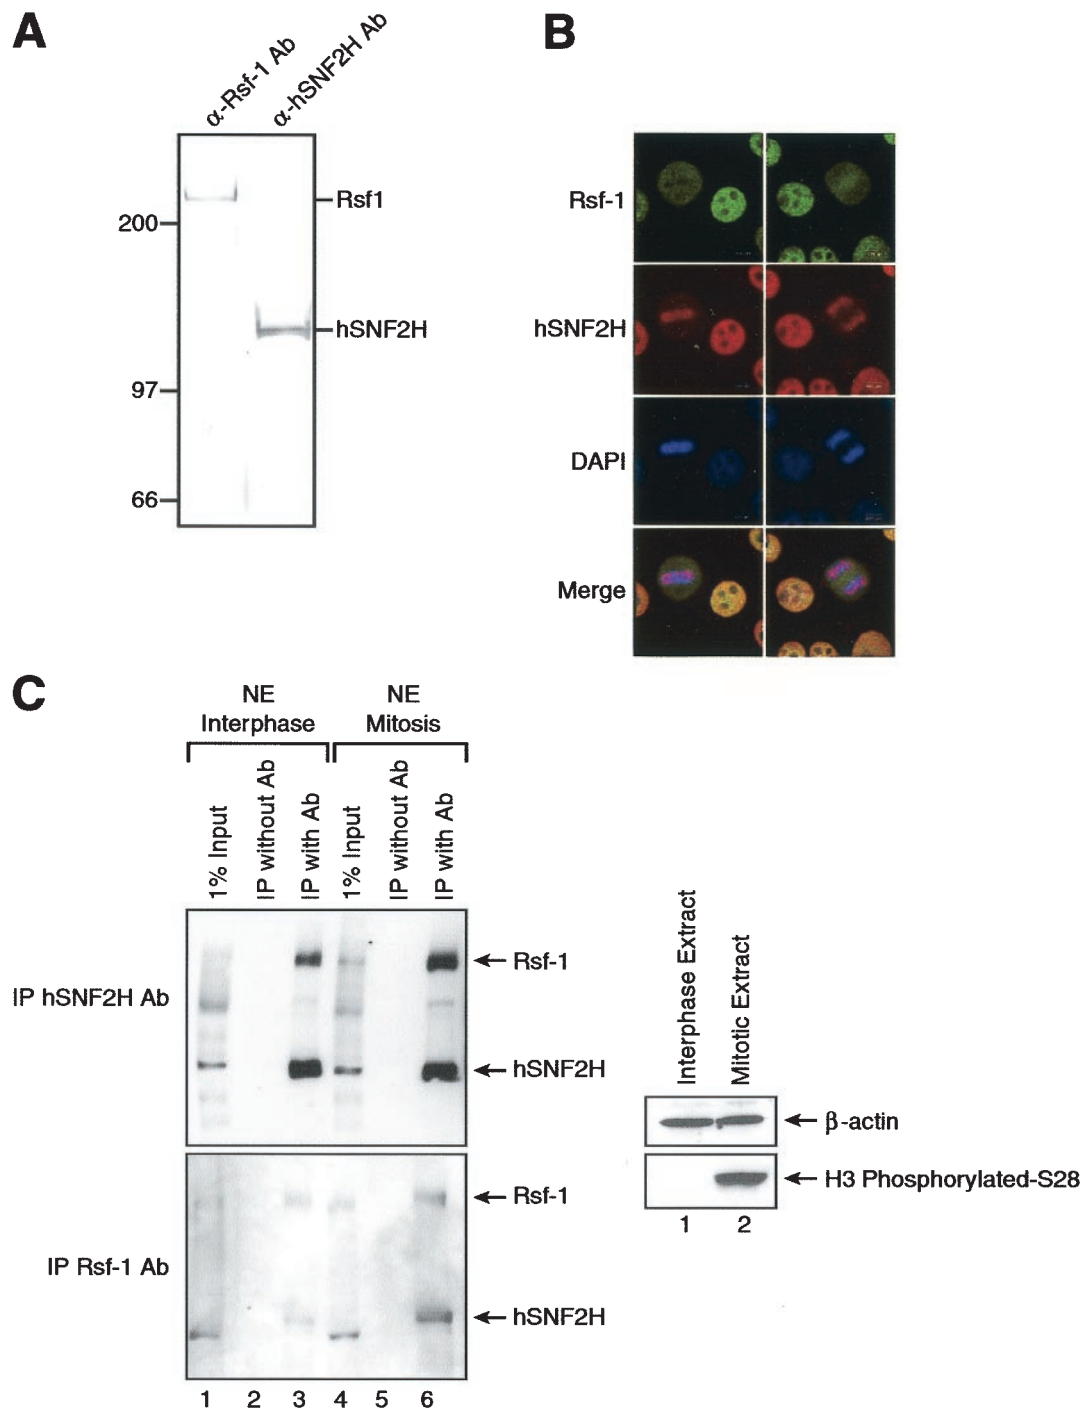 A
α-Rsf-1 Ab
α-hSNF2H Ab
Rsf1
200
hSNF2H
97
66
B
Rsf-1
hSNF2H
DAPI
Merge
C
NE
Interphase
NE
Mitosis
1% Input
IP without Ab
IP with Ab
1% Input
IP without Ab
IP with Ab
IP hSNF2H Ab
Rsf-1
hSNF2H
IP Rsf-1 Ab
Rsf-1
hSNF2H
1 2 3 4 5 6
Interphase Extract
Mitotic Extract
β-actin
H3 Phosphorylated-S28
1 2